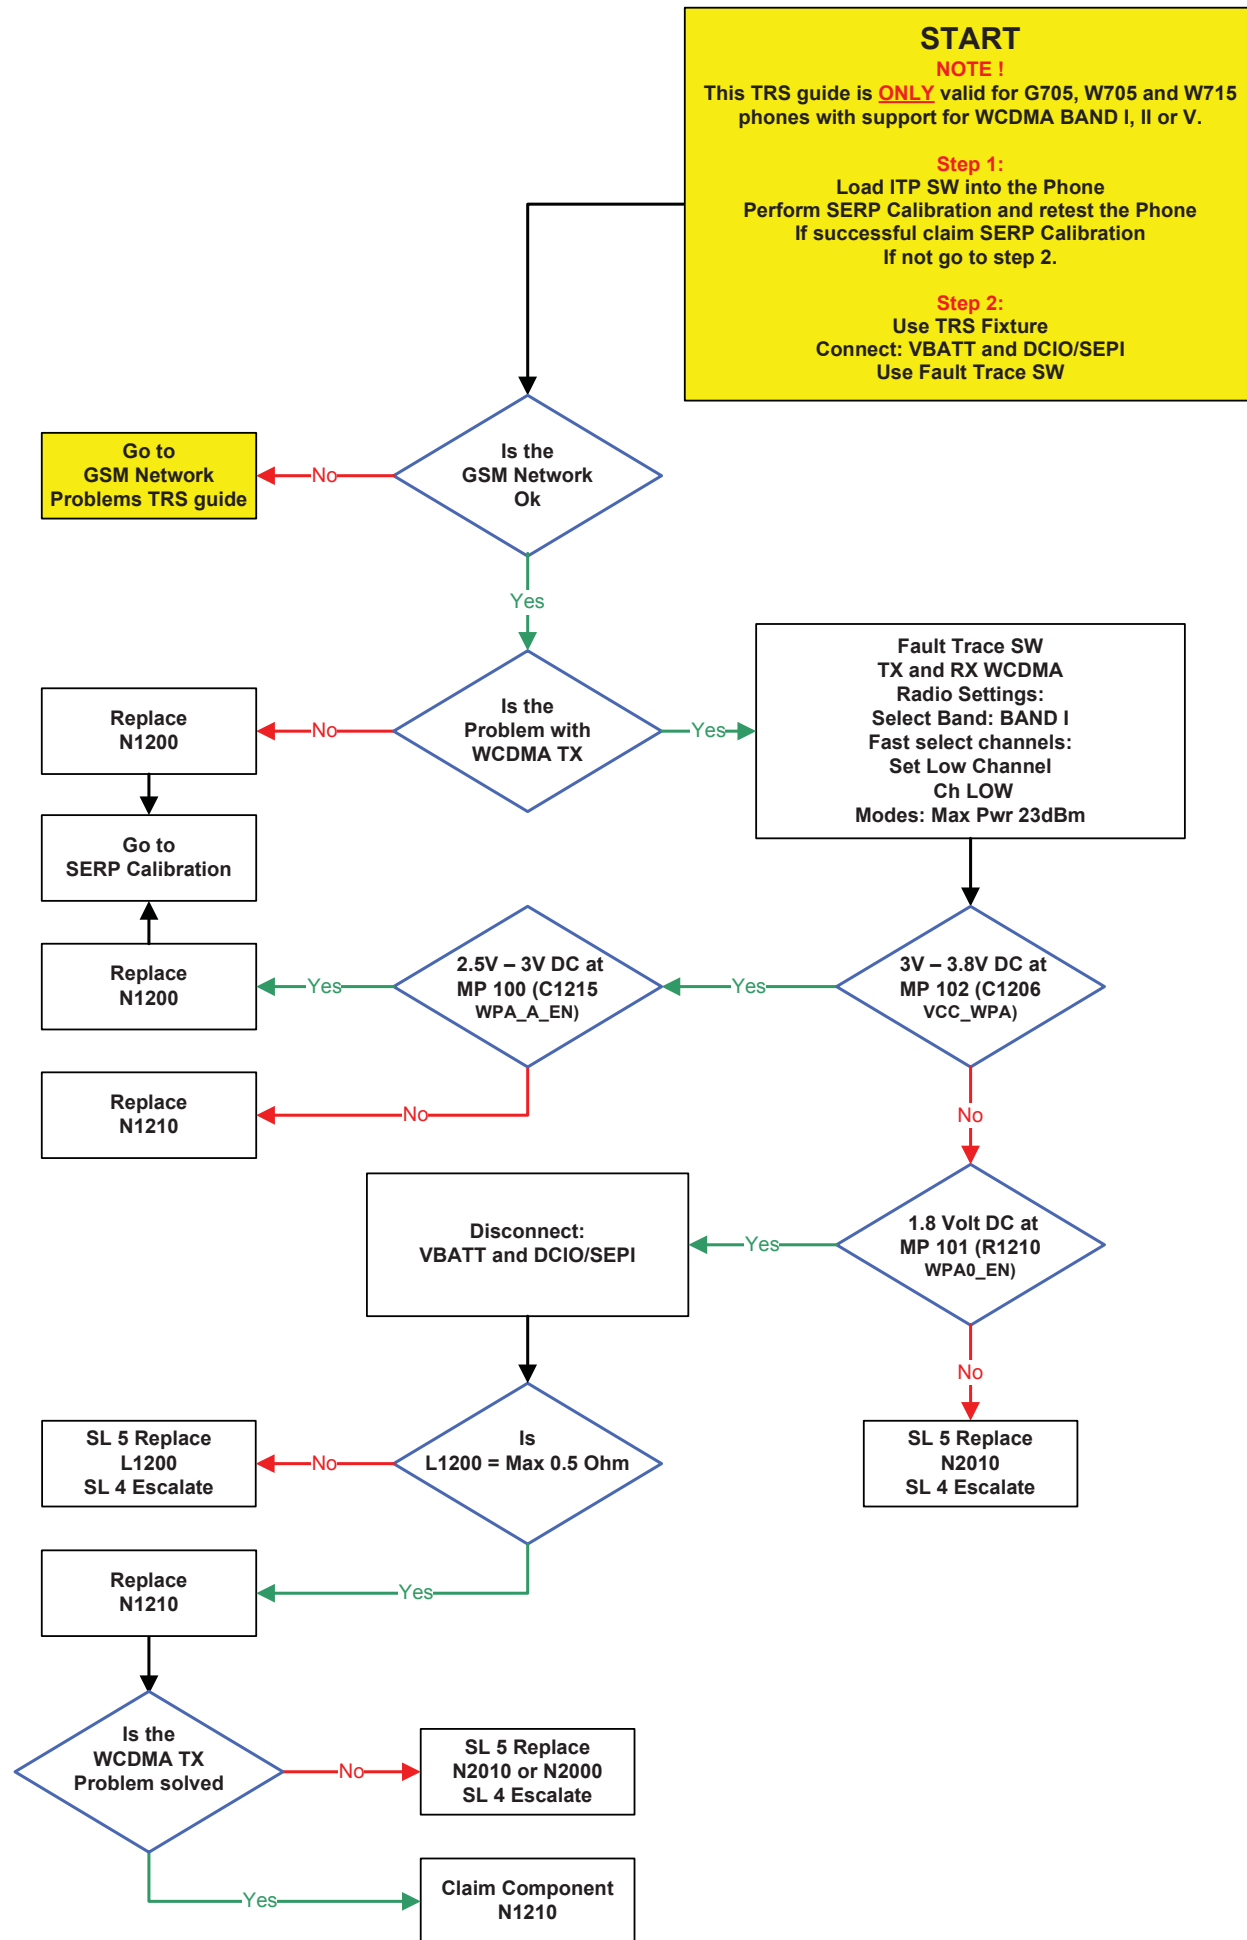 START
NOTE !
This TRS guide is ONLY valid for G705, W705 and W715
phones with support for WCDMA BAND I, II or V.
Step 1:
Load ITP SW into the Phone
Perform SERP Calibration and retest the Phone
If successful claim SERP Calibration
If not go to step 2.
Step 2:
Use TRS Fixture
Connect: VBATT and DCIO/SEPI
Use Fault Trace SW
Is the
GSM Network
Ok
No
Go to
GSM Network
Problems TRS guide
Yes
Is the
Problem with
WCDMA TX
No
Replace
N1200
Go to
SERP Calibration
Yes
Fault Trace SW
TX and RX WCDMA
Radio Settings:
Select Band: BAND I
Fast select channels:
Set Low Channel
Ch LOW
Modes: Max Pwr 23dBm
3V – 3.8V DC at
MP 102 (C1206
VCC_WPA)
Yes
2.5V – 3V DC at
MP 100 (C1215
WPA_A_EN)
Yes
Replace
N1200
No
Replace
N1210
No
1.8 Volt DC at
MP 101 (R1210
WPA0_EN)
Yes
Disconnect:
VBATT and DCIO/SEPI
No
SL 5 Replace
N2010
SL 4 Escalate
Is
L1200 = Max 0.5 Ohm
No
SL 5 Replace
L1200
SL 4 Escalate
Yes
Replace
N1210
Is the
WCDMA TX
Problem solved
No
SL 5 Replace
N2010 or N2000
SL 4 Escalate
Yes
Claim Component
N1210